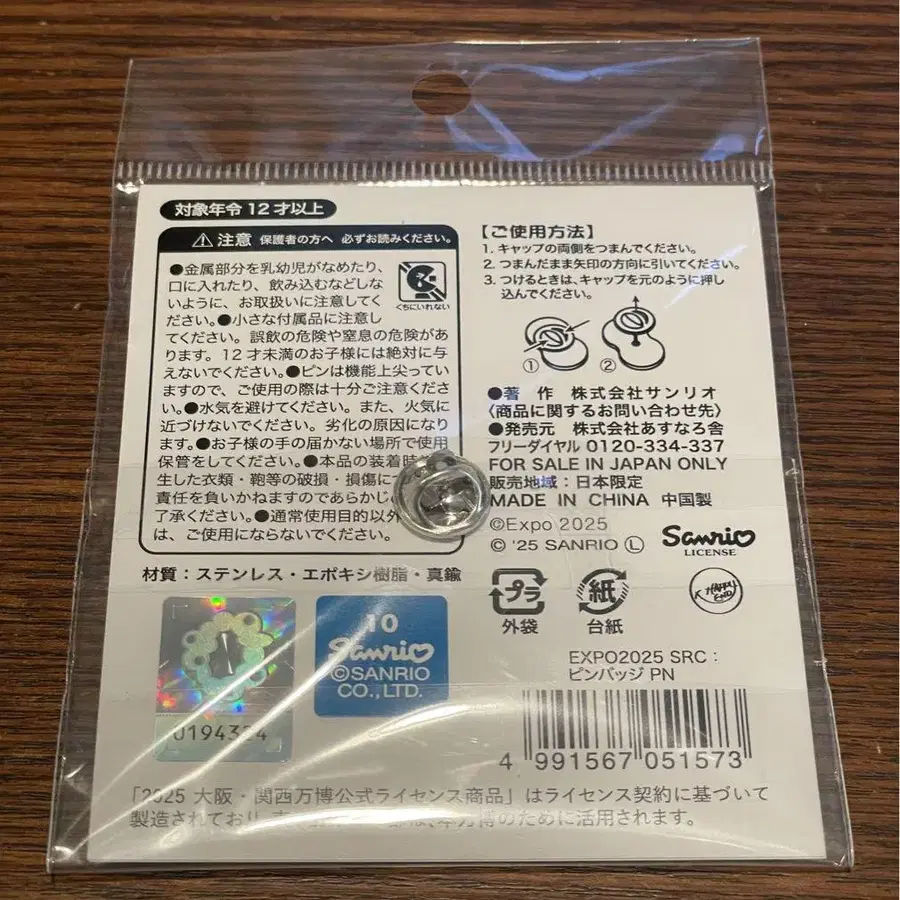 対象年令12才以上
⚠注意 保護者の方へ 必ずお読みください。
●金属部分を乳幼児がなめたり、
口に入れたり、飲み込むなどしな
いように、お取扱いに注意してく
ださい。●小さな付属品に注意し
てください。誤飲の危険や窒息の危険があ
ります。12才未満のお子様には絶対に与
えないでください。●ピンは機能上尖ってい
ますので、ご使用の際は十分ご注意くださ
い。●水気を避けてください。また、火気に
近づけないでください。劣化の原因になりま
す。●お子様の手の届かない場所で使用
保管をしてください。●本品の装着時
生した衣類・鞄等の破損・損傷に
責任を負いかねますのであらかじ
了承ください。●通常使用目的以外
は、ご使用にならないでください。
くちにいれない
材質：ステンレス・エポキシ樹脂・真鍮
【ご使用方法】
1. キャップの両側をつまんでください。
2. つまんだまま矢印の方向に引いてください。
3. つけるときは、キャップを元のように押し
込んでください。
① ②
●著 作 株式会社サンリオ
〈商品に関するお問い合わせ先〉
●発売元 株式会社あすなろ舎
フリーダイヤル 0120-334-337
FOR SALE IN JAPAN ONLY
販売地域：日本限定
MADE IN CHINA 中国製
©Expo 2025
© '25 SANRIO Ⓛ
Sanrio
LICENSE
プラ
外袋
紙
台紙
K HAPPY END
0194324
10
Sanrio
©SANRIO
CO.,LTD.
EXPO2025 SRC：
ピンバッジ PN
4 991567 051573
「2025 大阪・関西万博公式ライセンス商品」はライセンス契約に基づいて
製造されており、のために活用されます。